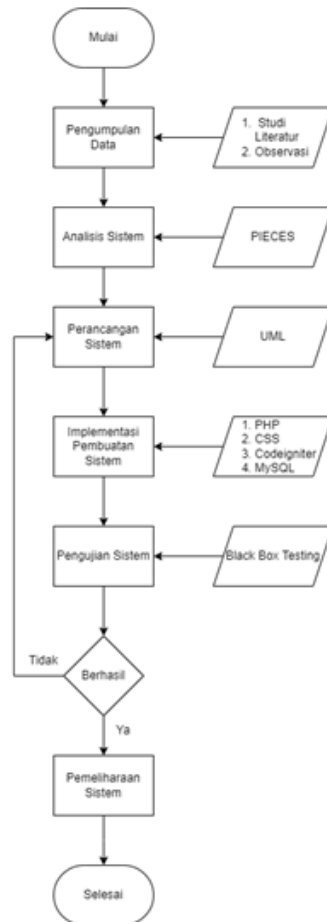 Mulai
Pengumpulan
Data
1. Studi
Literatur
2. Observasi
Analisis Sistem
PIECES
Perancangan
Sistem
UML
Implementasi
Pembuatan
Sistem
1. PHP
2. CSS
3. Codeigniter
4. MySQL
Pengujian Sistem
Black Box Testing
Tidak
Berhasil
Ya
Pemeliharaan
Sistem
Selesai